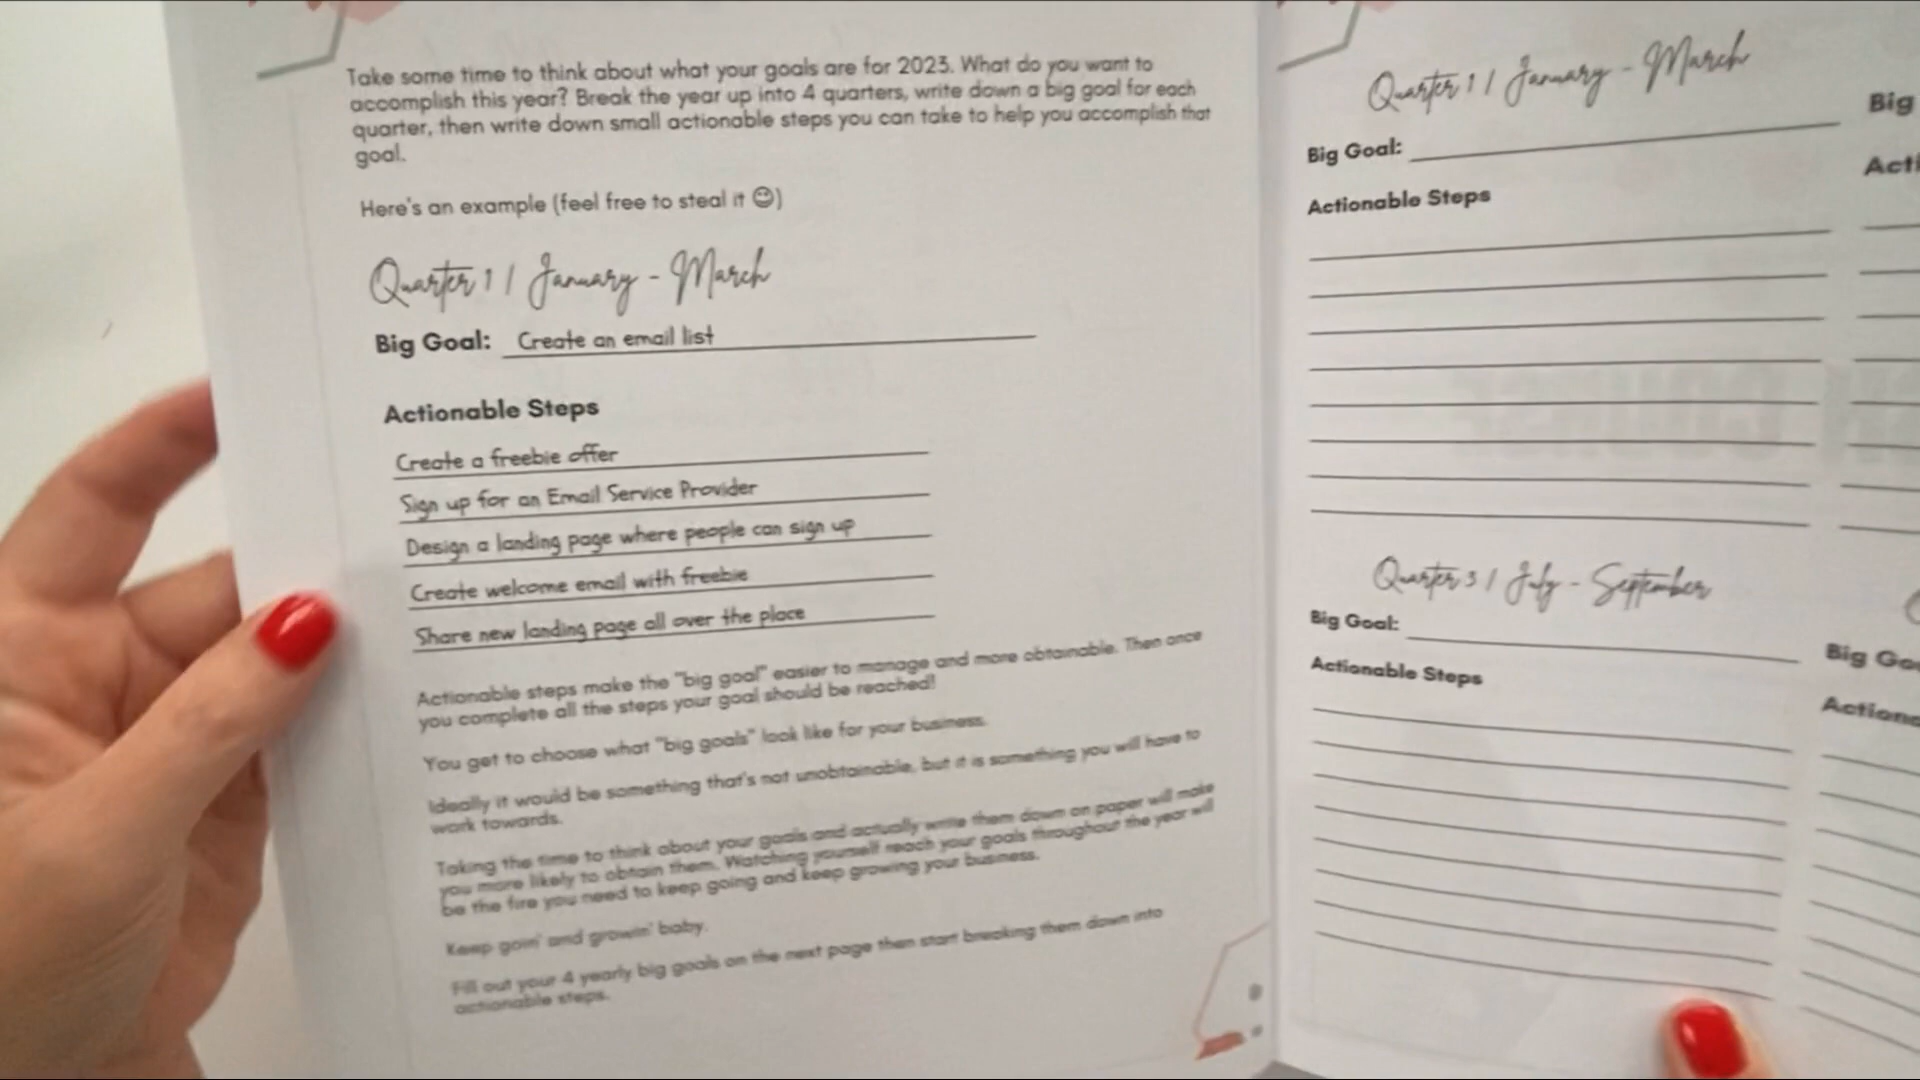 Take some time to think about what your goals are for 2023. What do you want to
accomplish this year? Break the year up into 4 quarters, write down a big goal for each
quarter, then write down small actionable steps you can take to help you accomplish that
goal.
Here's an example (feel free to steal it ☺)
Quarter 1 / January - March
Big Goal: Create an email list
Actionable Steps
Create a freebie offer
Sign up for an Email Service Provider
Design a landing page where people can sign up
Create welcome email with freebie
Share new landing page all over the place
Actionable steps make the "big goal" easier to manage and more obtainable. Then once
you complete all the steps your goal should be reached!
You get to choose what "big goals" look like for your business.
Ideally it would be something that's not unobtainable, but it is something you will have to
work towards.
Taking the time to think about your goals and actually write them down on paper will make
you more likely to obtain them. Watching yourself reach your goals throughout the year will
be the fire you need to keep going and keep growing your business.
Keep goin' and growin' baby.
Fill out your 4 yearly big goals on the next page then start breaking them down into
actionable steps.
Quarter 1 / January - March
Big Goal:
Actionable Steps
Big
Acti
Quarter 3 / July - September
Big Goal:
Actionable Steps
Big Go
Action